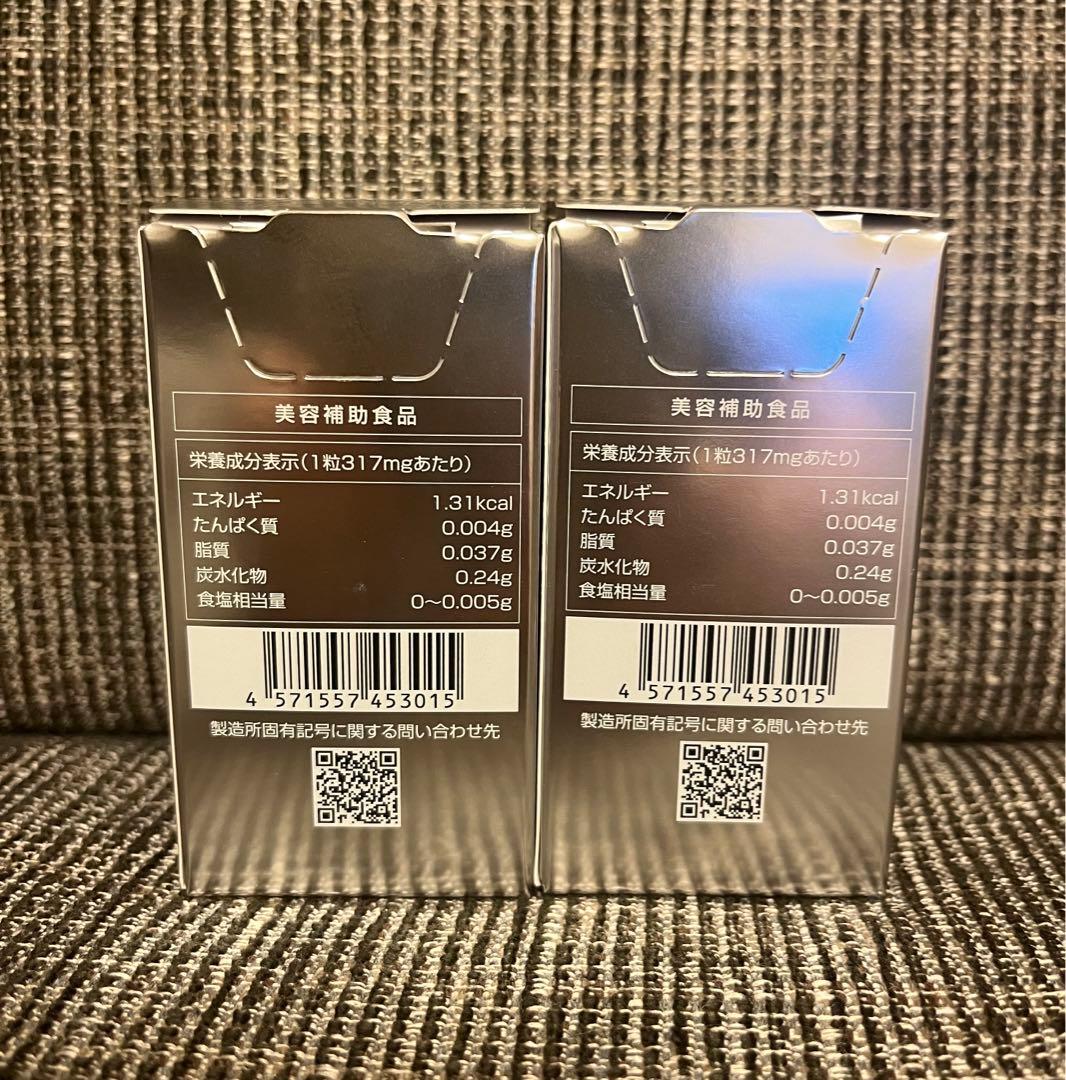 美容補助食品
栄養成分表示(1粒317mgあたり)
エネルギー 1.31kcal
たんぱく質 0.004g
脂質 0.037g
炭水化物 0.24g
食塩相当量 0〜0.005g
4 571557 453015
製造所固有記号に関する問い合わせ先
美容補助食品
栄養成分表示(1粒317mgあたり)
エネルギー 1.31kcal
たんぱく質 0.004g
脂質 0.037g
炭水化物 0.24g
食塩相当量 0〜0.005g
4 571557 453015
製造所固有記号に関する問い合わせ先